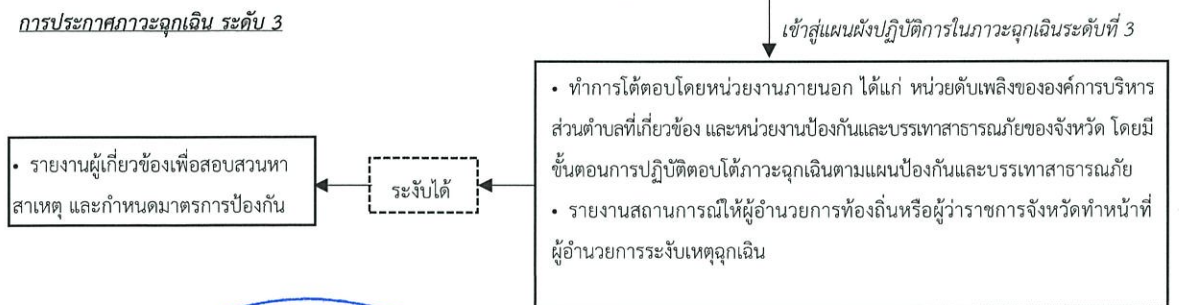 การประกาศภาวะฉุกเฉิน ระดับ 3
เข้าสู่แผนผังปฏิบัติการในภาวะฉุกเฉินระดับที่ 3
• ทำการโต้ตอบโดยหน่วยงานภายนอก ได้แก่ หน่วยดับเพลิงขององค์การบริหาร
ส่วนตำบลที่เกี่ยวข้อง และหน่วยงานป้องกันและบรรเทาสาธารณภัยของจังหวัด โดยมี
ขั้นตอนการปฏิบัติตอบโต้ภาวะฉุกเฉินตามแผนป้องกันและบรรเทาสาธารณภัย
• รายงานสถานการณ์ให้ผู้อำนวยการท้องถิ่นหรือผู้ว่าราชการจังหวัดทำหน้าที่
ผู้อำนวยการระงับเหตุฉุกเฉิน
ระงับได้
• รายงานผู้เกี่ยวข้องเพื่อสอบสวนหา
สาเหตุ และกำหนดมาตรการป้องกัน